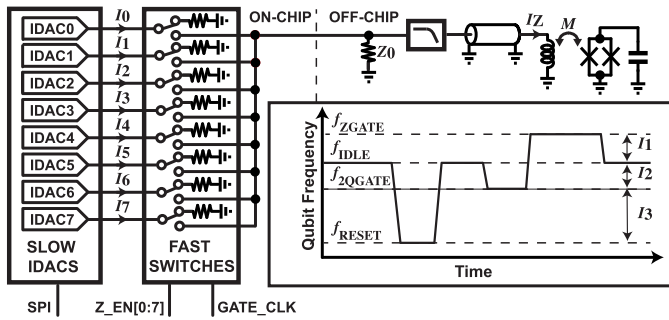 IDAC0
IDAC1
IDAC2
IDAC3
IDAC4
IDAC5
IDAC6
IDAC7
SLOW
IDACS
SPI
I0
I1
I2
I3
I4
I5
I6
I7
FAST
SWITCHES
Z_EN[0:7]
GATE_CLK
ON-CHIP
OFF-CHIP
Z0
IZ
M
Qubit Frequency
fZGATE
fIDLE
f2QGATE
fRESET
I1
I2
I3
Time